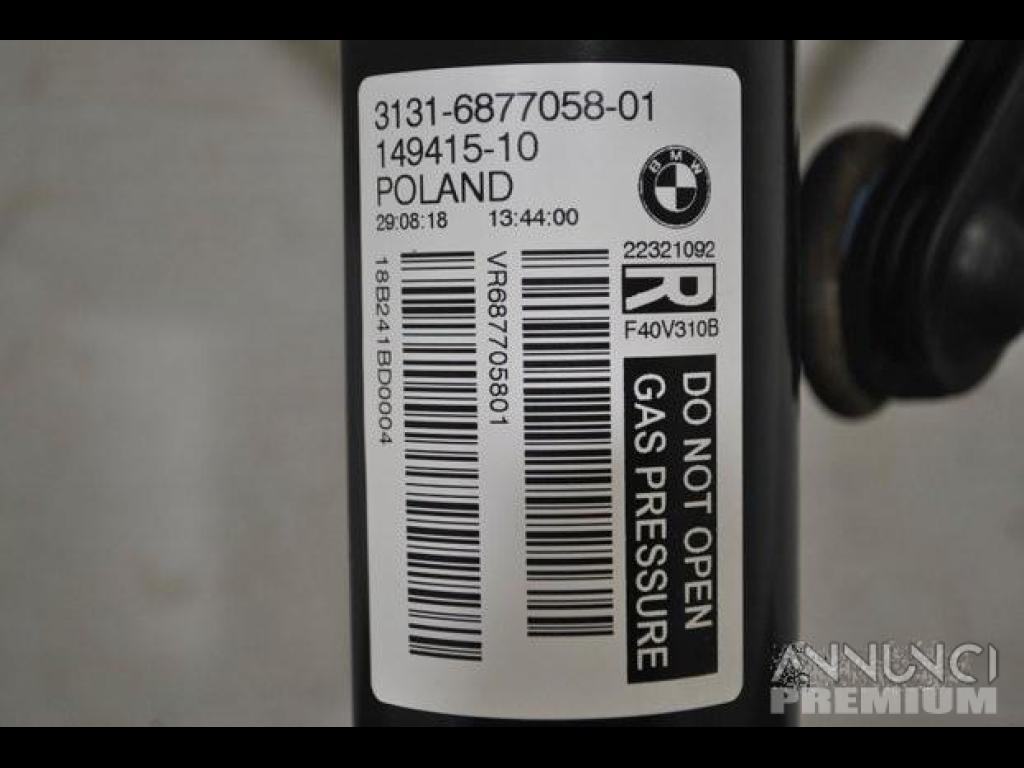 3131-6877058-01
149415-10
POLAND
29:08:18 13:44:00
BMW
22321092
R
F40V310B
18B241BD0004
VR687705801
DO NOT OPEN
GAS PRESSURE
ANNUNCI
PREMIUM